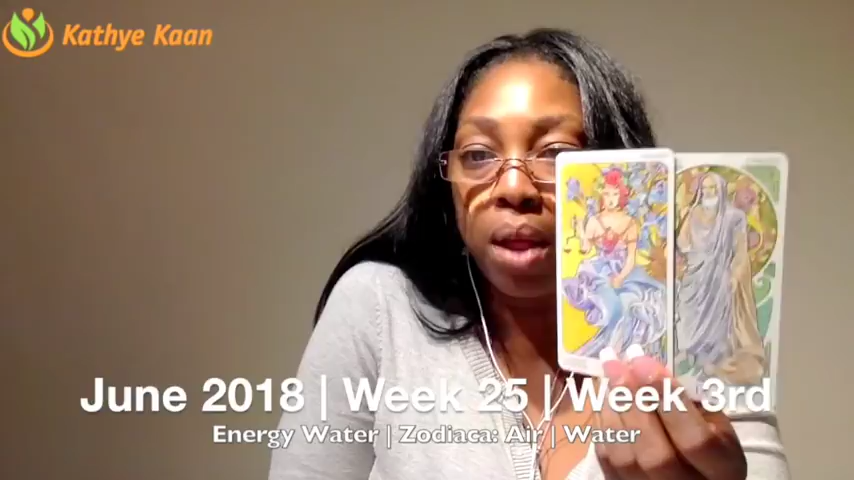 Kathye Kaan
June 2018 | Week 25 | Week 3rd
Energy Water | Zodiaca: Air | Water